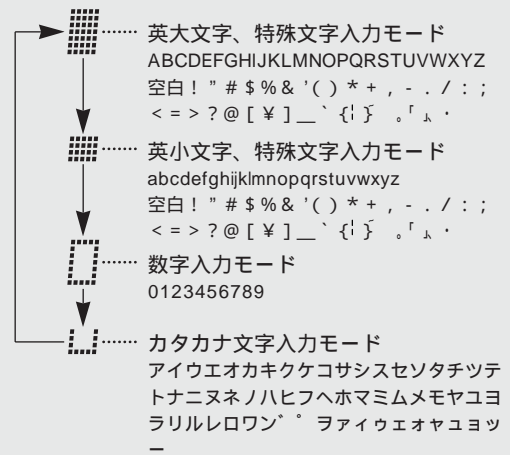 英大文字、特殊文字入力モード
ABCDEFGHIJKLMNOPQRSTUVWXYZ
空白！”＃＄％＆’（）＊＋，－．／：；
＜＝＞？＠［￥］＿｀｛¦｝‾｡｢｣､･
英小文字、特殊文字入力モード
abcdefghijklmnopqrstuvwxyz
空白！”＃＄％＆’（）＊＋，－．／：；
＜＝＞？＠［￥］＿｀｛¦｝‾｡｢｣､･
数字入力モード
0123456789
カタカナ文字入力モード
アイウエオカキクケコサシスセソタチツテ
トナニヌネノハヒフヘホマミムメモヤユヨ
ラリルレロワン゛゜ヲァィゥェォャュョッ
ー